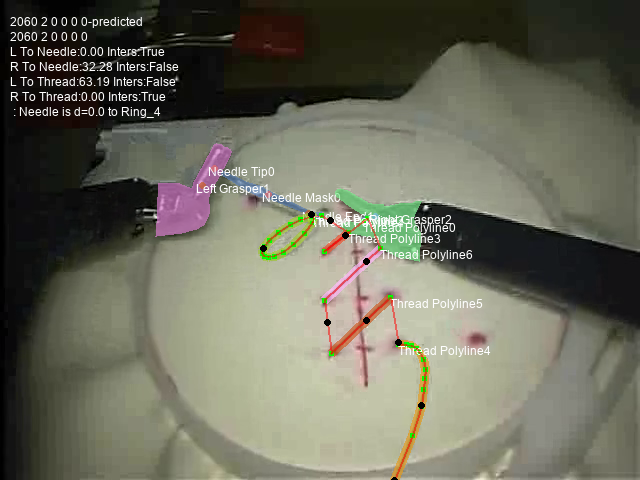 2060 2 0 0 0 0-predicted
2060 2 0 0 0 0
L To Needle:0.00 Inters:True
R To Needle:32.28 Inters:False
L To Thread:63.19 Inters:False
R To Thread:0.00 Inters:True
: Needle is d=0.0 to Ring_4
Needle Tip0
Left Grasper1
Needle Mask0
Grasper2
Thread Polyline0
Thread Polyline3
Thread Polyline6
Thread Polyline5
Thread Polyline4